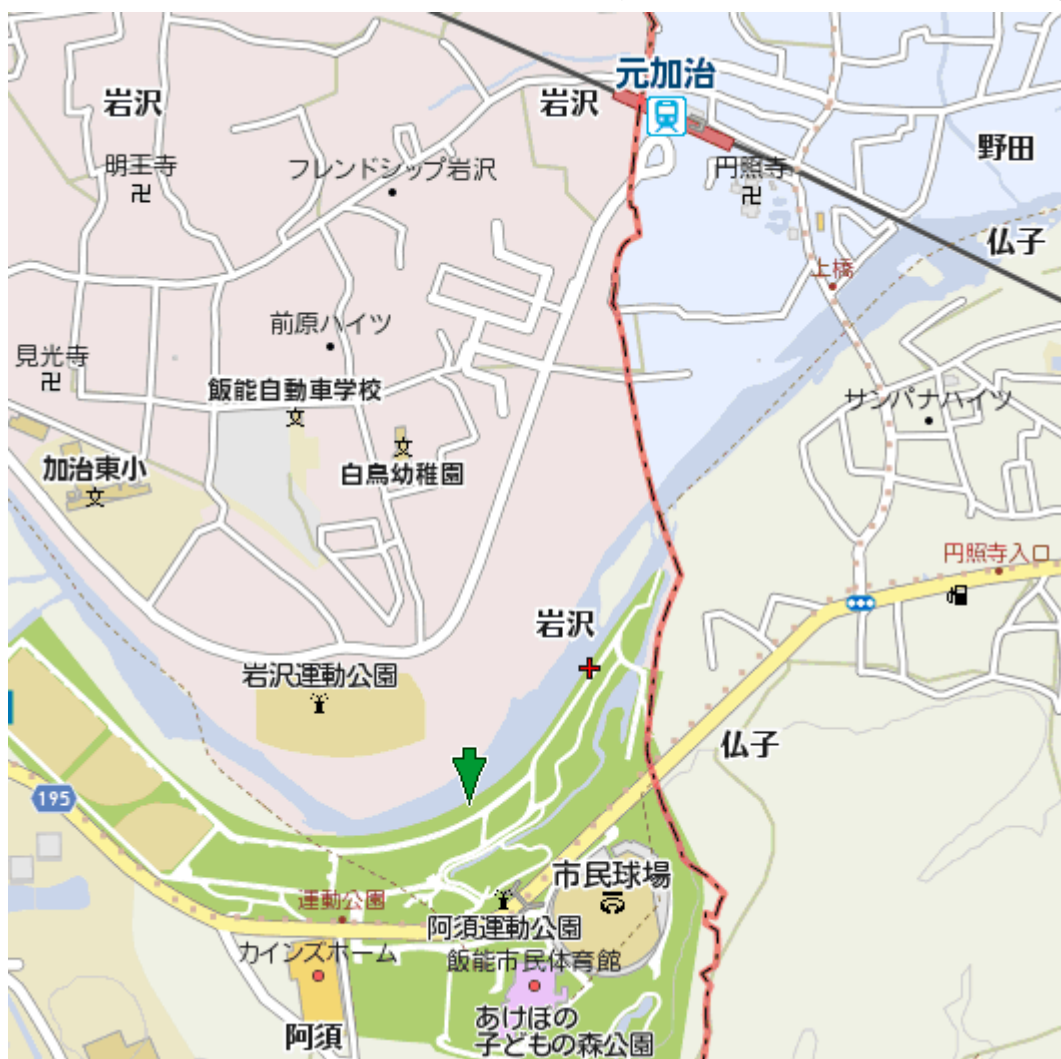 元加治
岩沢
岩沢
野田
明王寺
フレンドシップ岩沢
円照寺
仏子
上橋
前原ハイツ
見光寺
飯能自動車学校
サンパナハイツ
加治東小
白鳥幼稚園
円照寺入口
岩沢
岩沢運動公園
仏子
195
市民球場
運動公園
阿須運動公園
カインズホーム
飯能市民体育館
阿須
あけぼの
子どもの森公園